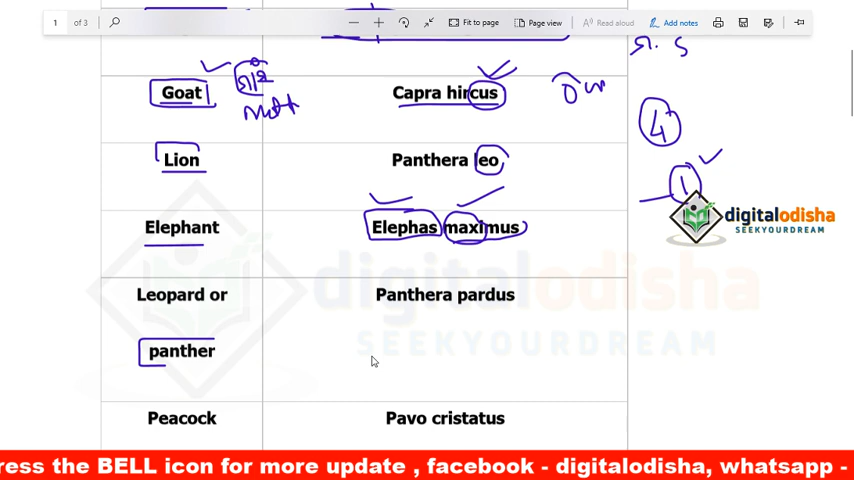 1 of 3 Fit to page Page view Read aloud Add notes
Goat Capra hircus
4
Lion Panthera leo
1
digitalodisha
SEEKYOURDREAM
Elephant Elephas maximus
digitalodisha
SEEKYOURDREAM
Leopard or Panthera pardus
panther
Peacock Pavo cristatus
ress the BELL icon for more update , facebook - digitalodisha, whatsapp -